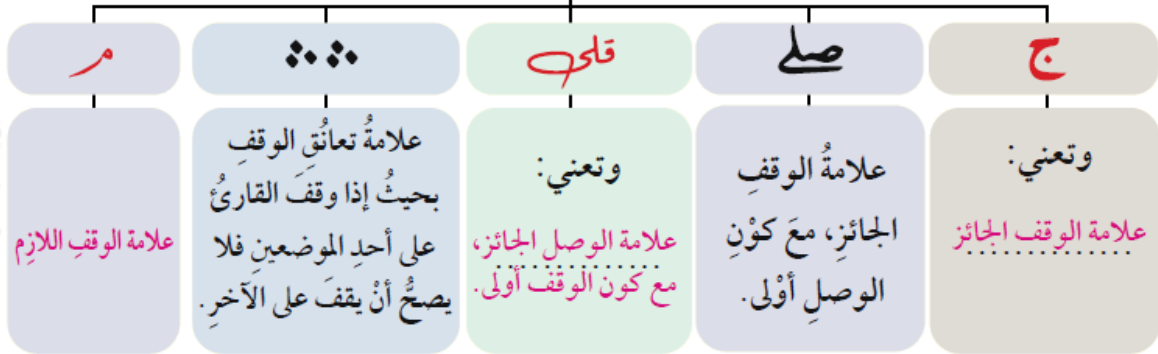 ج
صلے
قلى
∴ ∴
مـ
وتعني:
علامة الوقف الجائز
علامةُ الوقفِ
الجائزِ، معَ كوْنِ
الوصلِ أوْلى.
وتعني:
علامة الوصل الجائز،
مع كون الوقف أولى.
علامةُ تعانُقِ الوقفِ
بحيثُ إذا وقفَ القارئُ
على أحدِ الموضعينِ فلا
يصحُّ أنْ يقفَ على الآخرِ.
علامة الوقفِ اللازِم